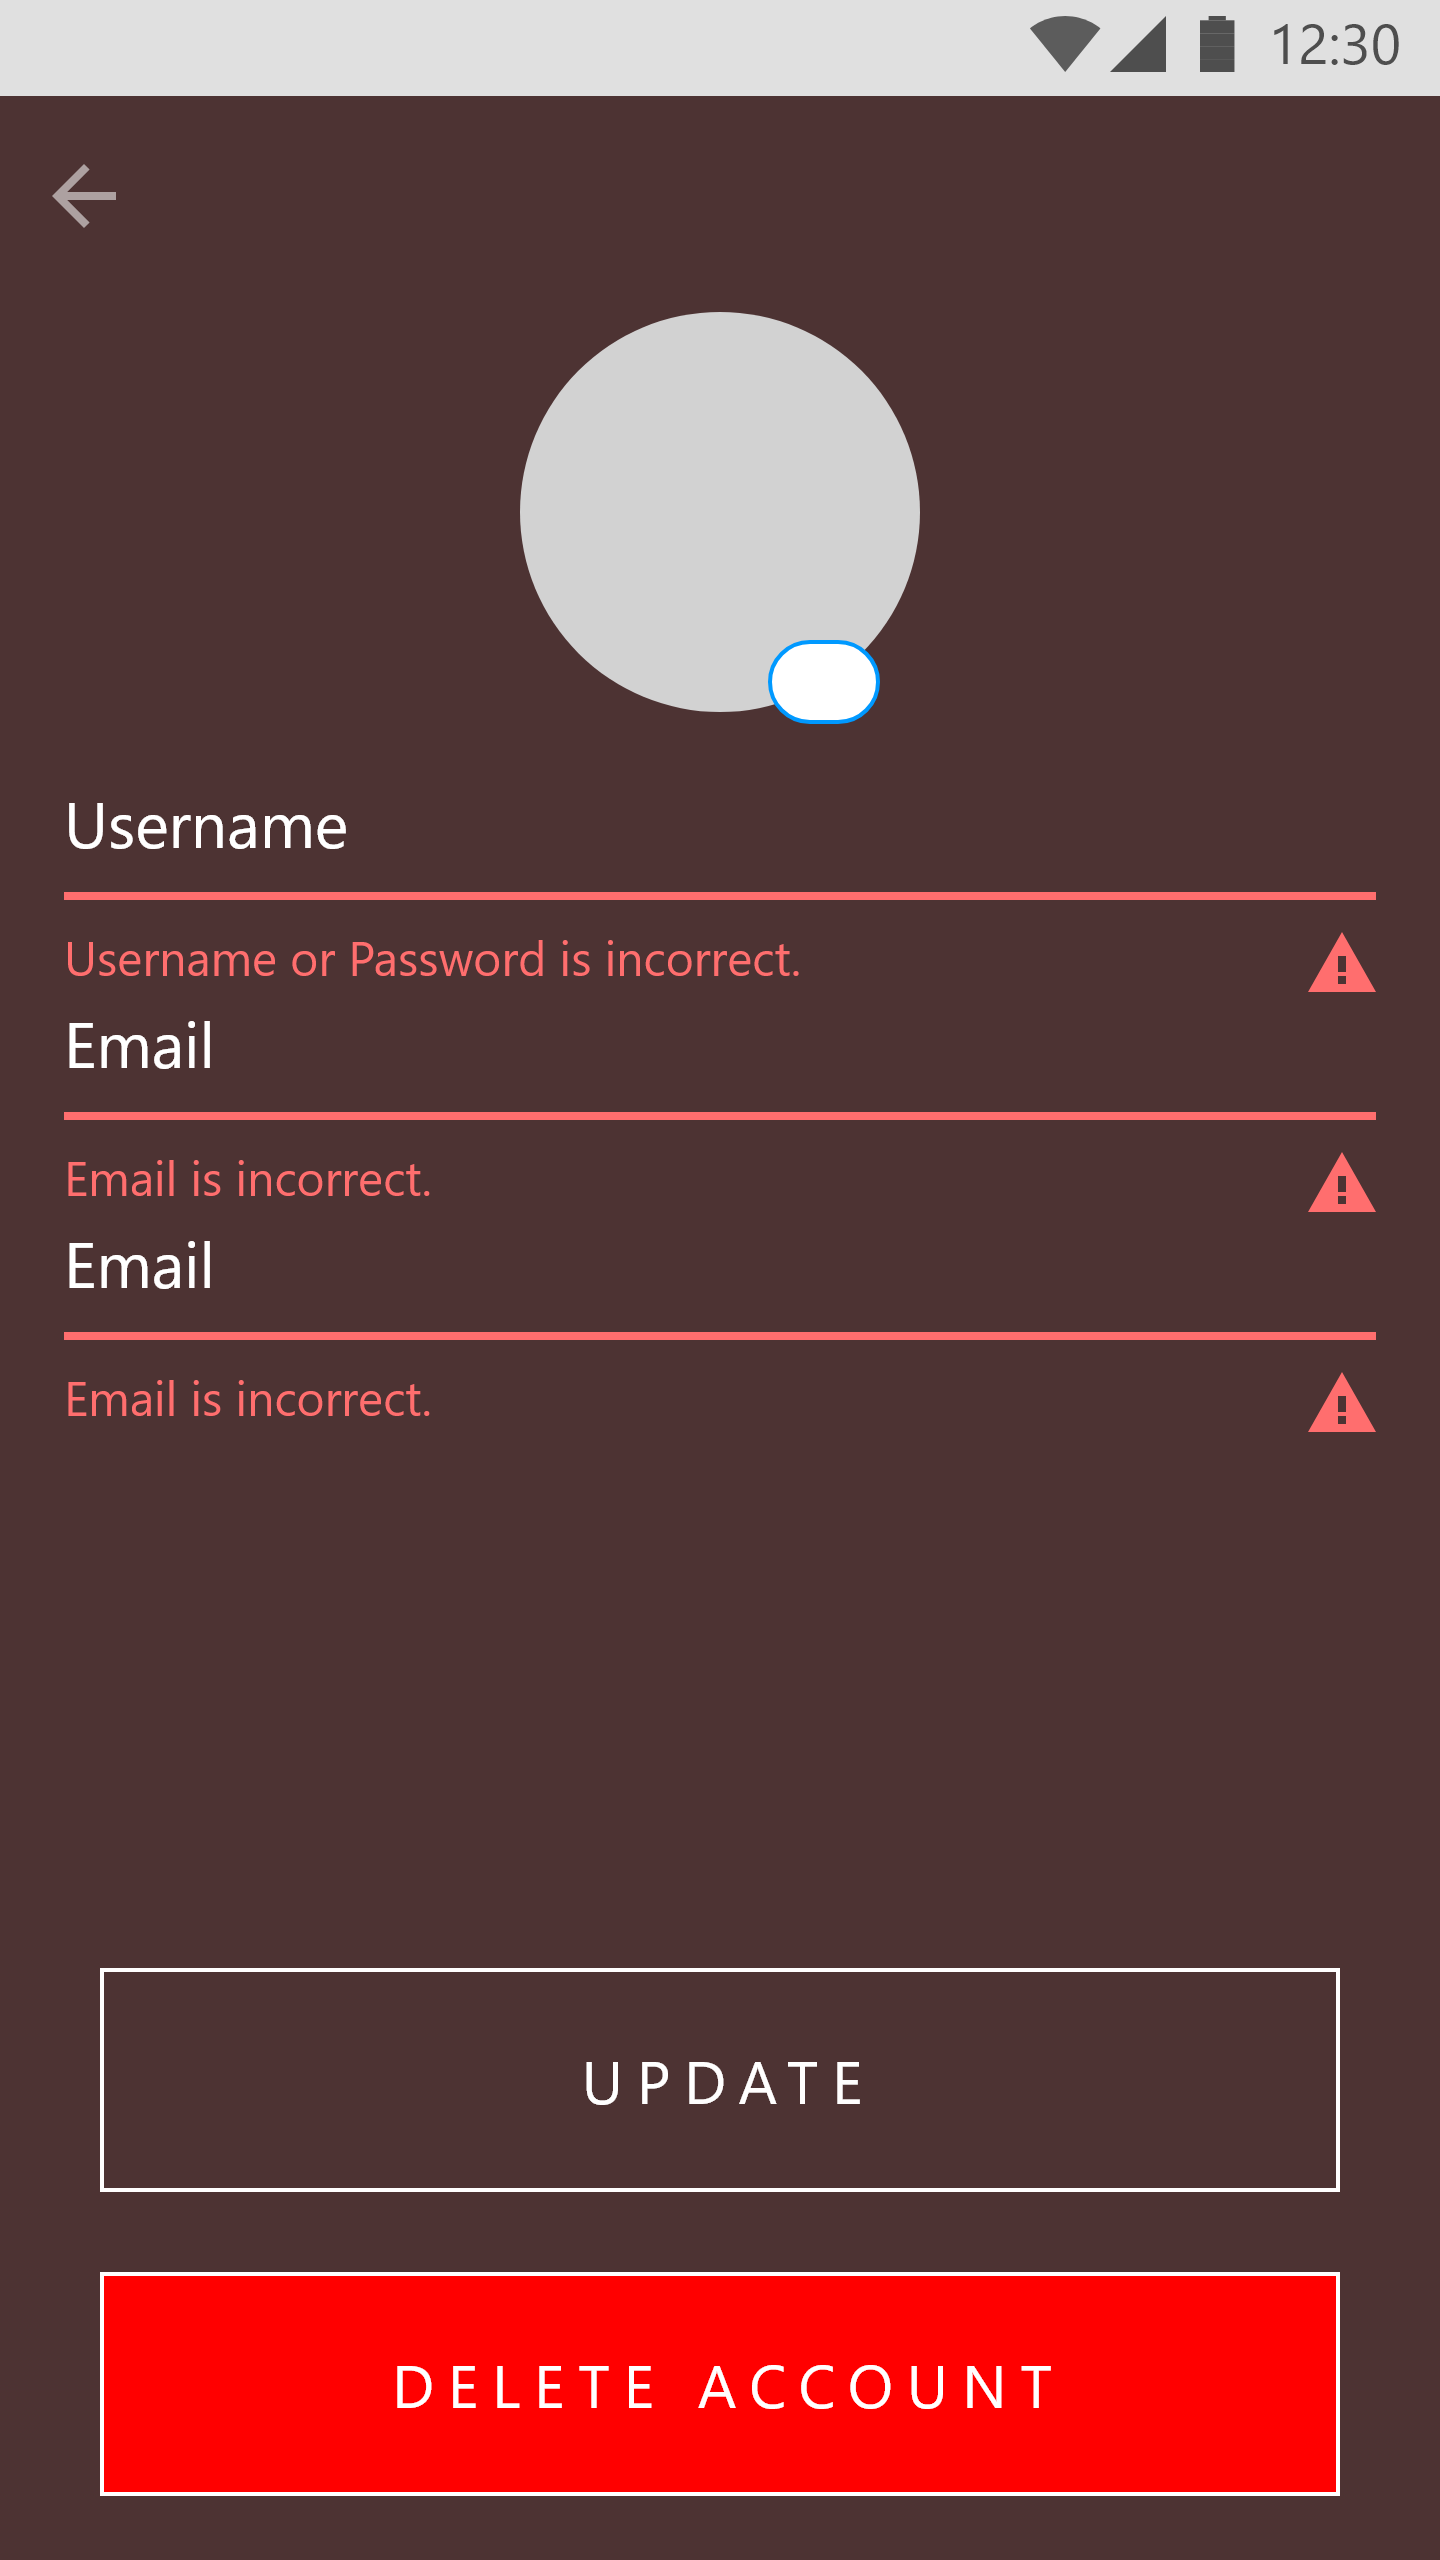 12:30
Username
Username or Password is incorrect.
Email
Email is incorrect.
Email
Email is incorrect.
UPDATE
DELETE ACCOUNT